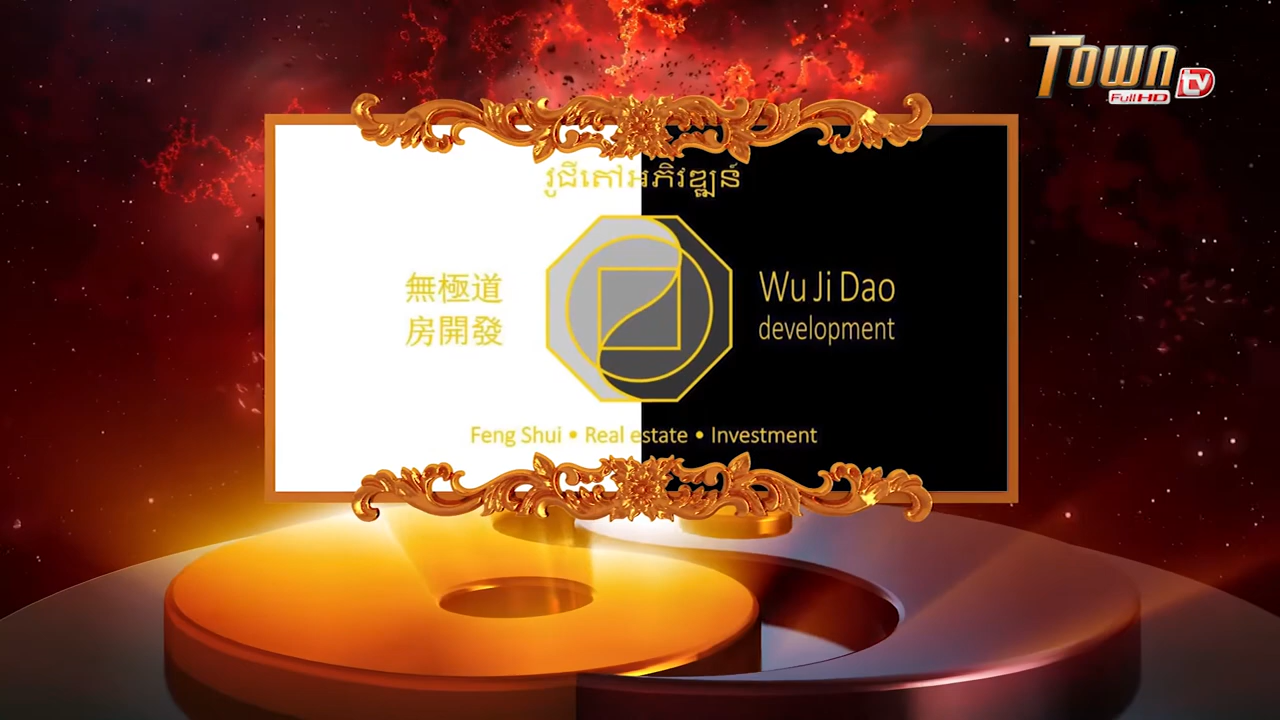 Town tv
Full HD
វូជីតៅអភិវឌ្ឍន៍
無極道
房開發
Wu Ji Dao
development
Feng Shui • Real estate • Investment